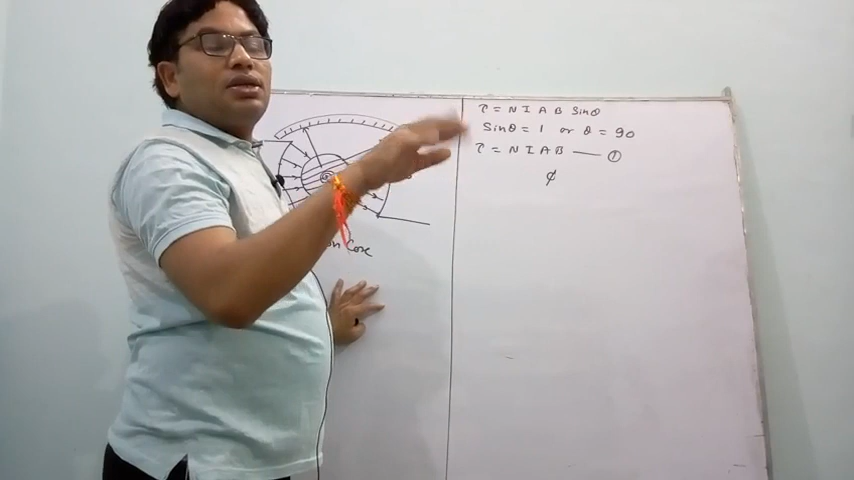 τ = N I A B Sinθ
Sinθ = 1 or θ = 90
τ = N I A B —— ①
ϕ
Core